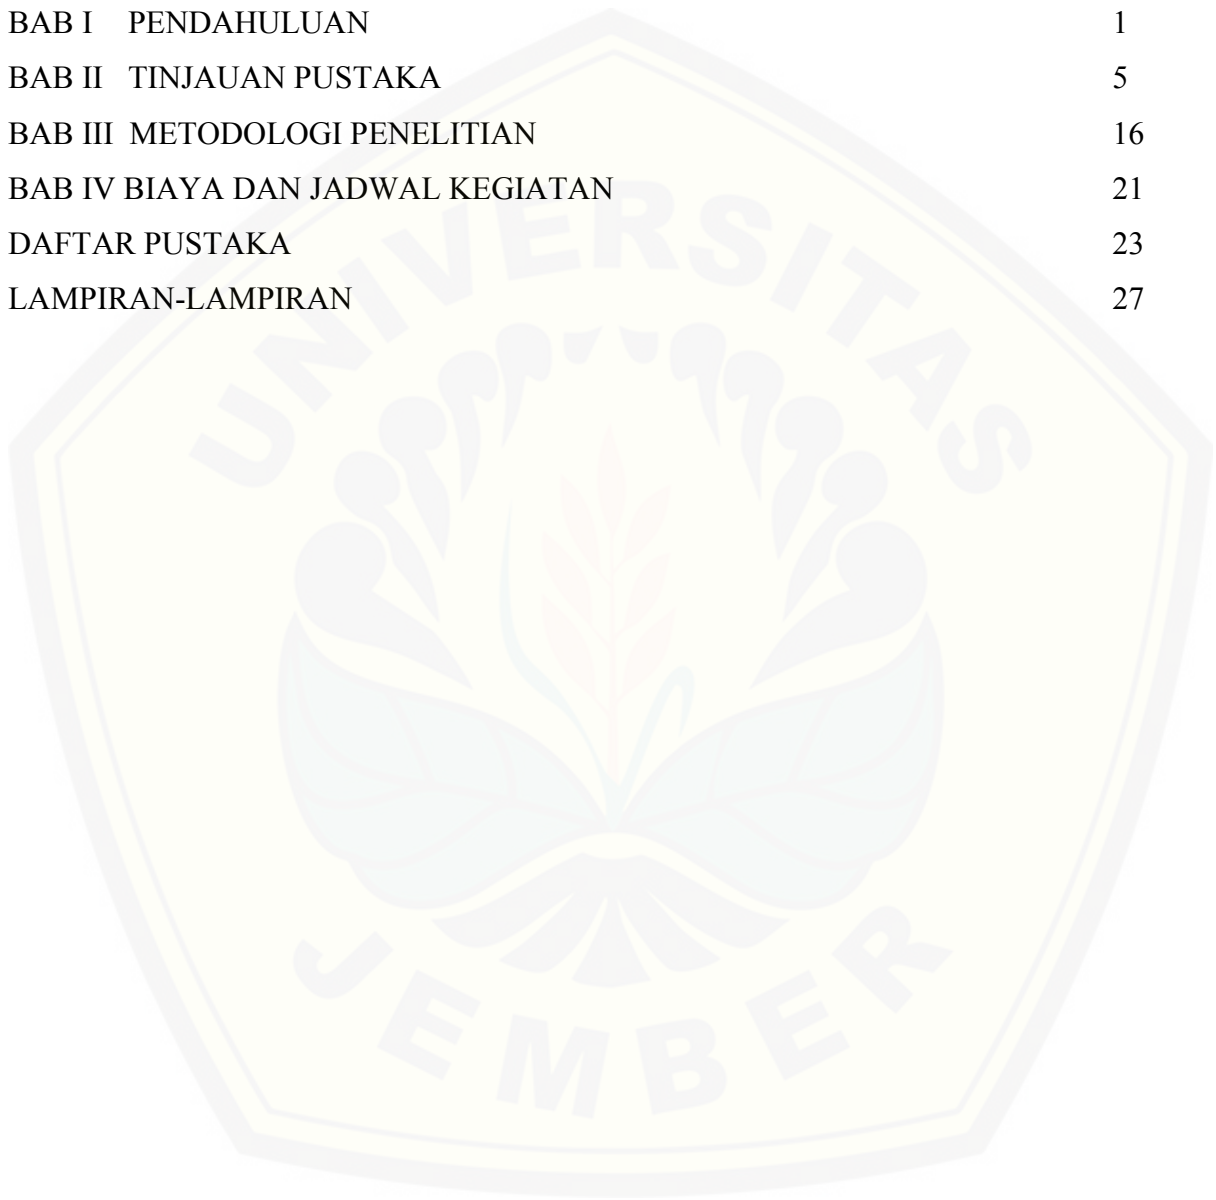 BAB I PENDAHULUAN 1
BAB II TINJAUAN PUSTAKA 5
BAB III METODOLOGI PENELITIAN 16
BAB IV BIAYA DAN JADWAL KEGIATAN 21
DAFTAR PUSTAKA 23
LAMPIRAN-LAMPIRAN 27
UNIVERSITAS
JEMBER